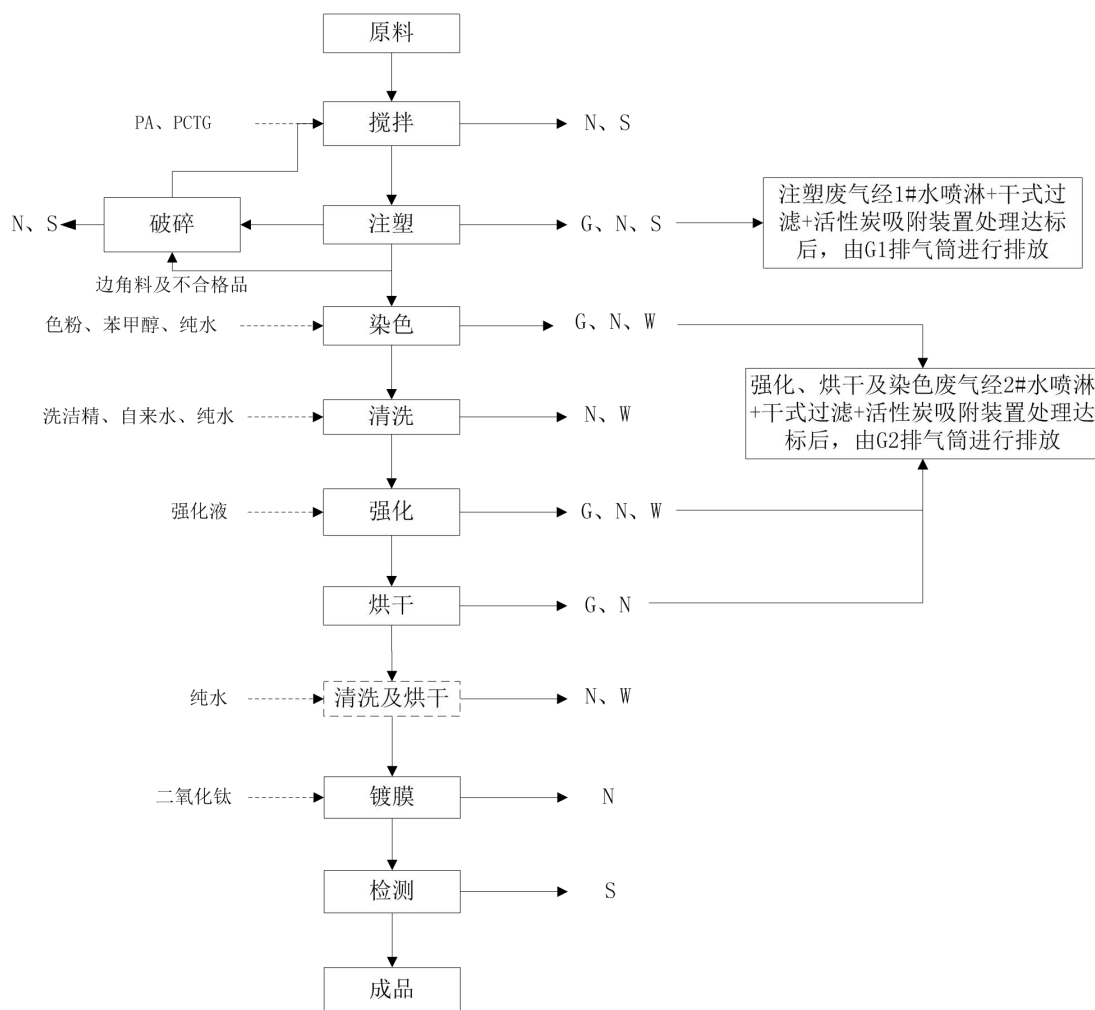 原料
PA、PCTG
搅拌
N、S
N、S
破碎
注塑
G、N、S
注塑废气经1#水喷淋+干式过
滤+活性炭吸附装置处理达标
后，由G1排气筒进行排放
边角料及不合格品
色粉、苯甲醇、纯水
染色
G、N、W
洗洁精、自来水、纯水
清洗
N、W
强化、烘干及染色废气经2#水喷淋
+干式过滤+活性炭吸附装置处理达
标后，由G2排气筒进行排放
强化液
强化
G、N、W
烘干
G、N
纯水
清洗及烘干
N、W
二氧化钛
镀膜
N
检测
S
成品